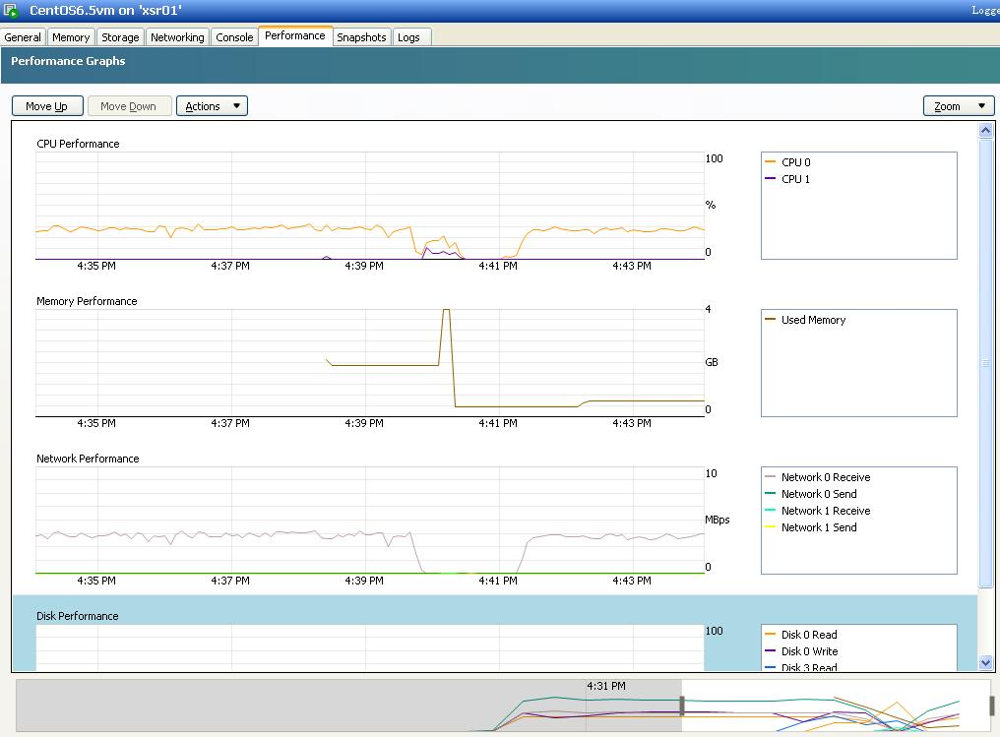 CentOS6.5vm on 'xsr01'
Logge
General Memory Storage Networking Console Performance Snapshots Logs
Performance Graphs
Move Up Move Down Actions Zoom
CPU Performance
100
%
0
4:35 PM 4:37 PM 4:39 PM 4:41 PM 4:43 PM
CPU 0
CPU 1
Memory Performance
4
GB
0
4:35 PM 4:37 PM 4:39 PM 4:41 PM 4:43 PM
Used Memory
Network Performance
10
MBps
0
4:35 PM 4:37 PM 4:39 PM 4:41 PM 4:43 PM
Network 0 Receive
Network 0 Send
Network 1 Receive
Network 1 Send
Disk Performance
100
Disk 0 Read
Disk 0 Write
Disk 3 Read
4:31 PM